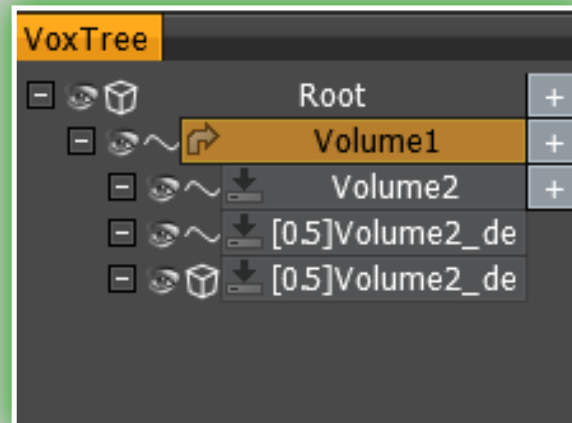 VoxTree
Root +
Volume1 +
Volume2 +
[0.5]Volume2_de
[0.5]Volume2_de